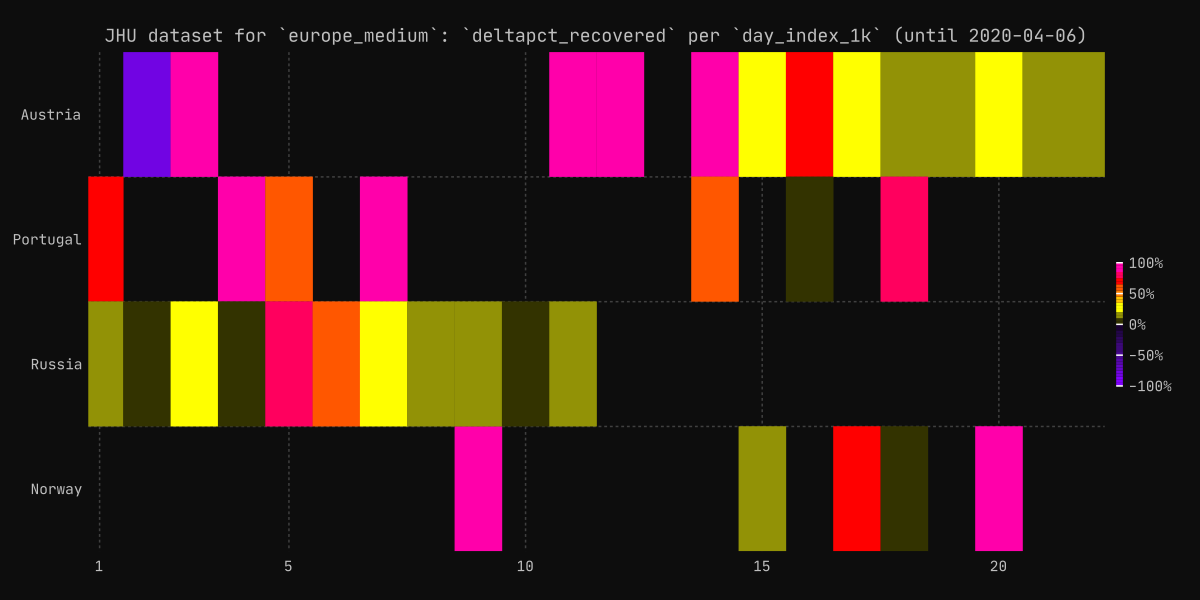 JHU dataset for `europe_medium`: `deltapct_recovered` per `day_index_1k` (until 2020-04-06)
Austria
Portugal
Russia
Norway
100%
50%
0%
-50%
-100%
1 5 10 15 20